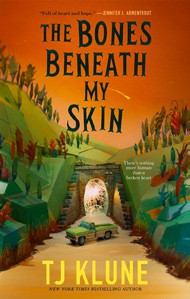 "Full of heart and hope." —JENNIFER L. ARMENTROUT
THE BONES
BENEATH
MY SKIN
There's nothing
more human
than a
broken heart
TJ KLUNE
NEW YORK TIMES BESTSELLING AUTHOR